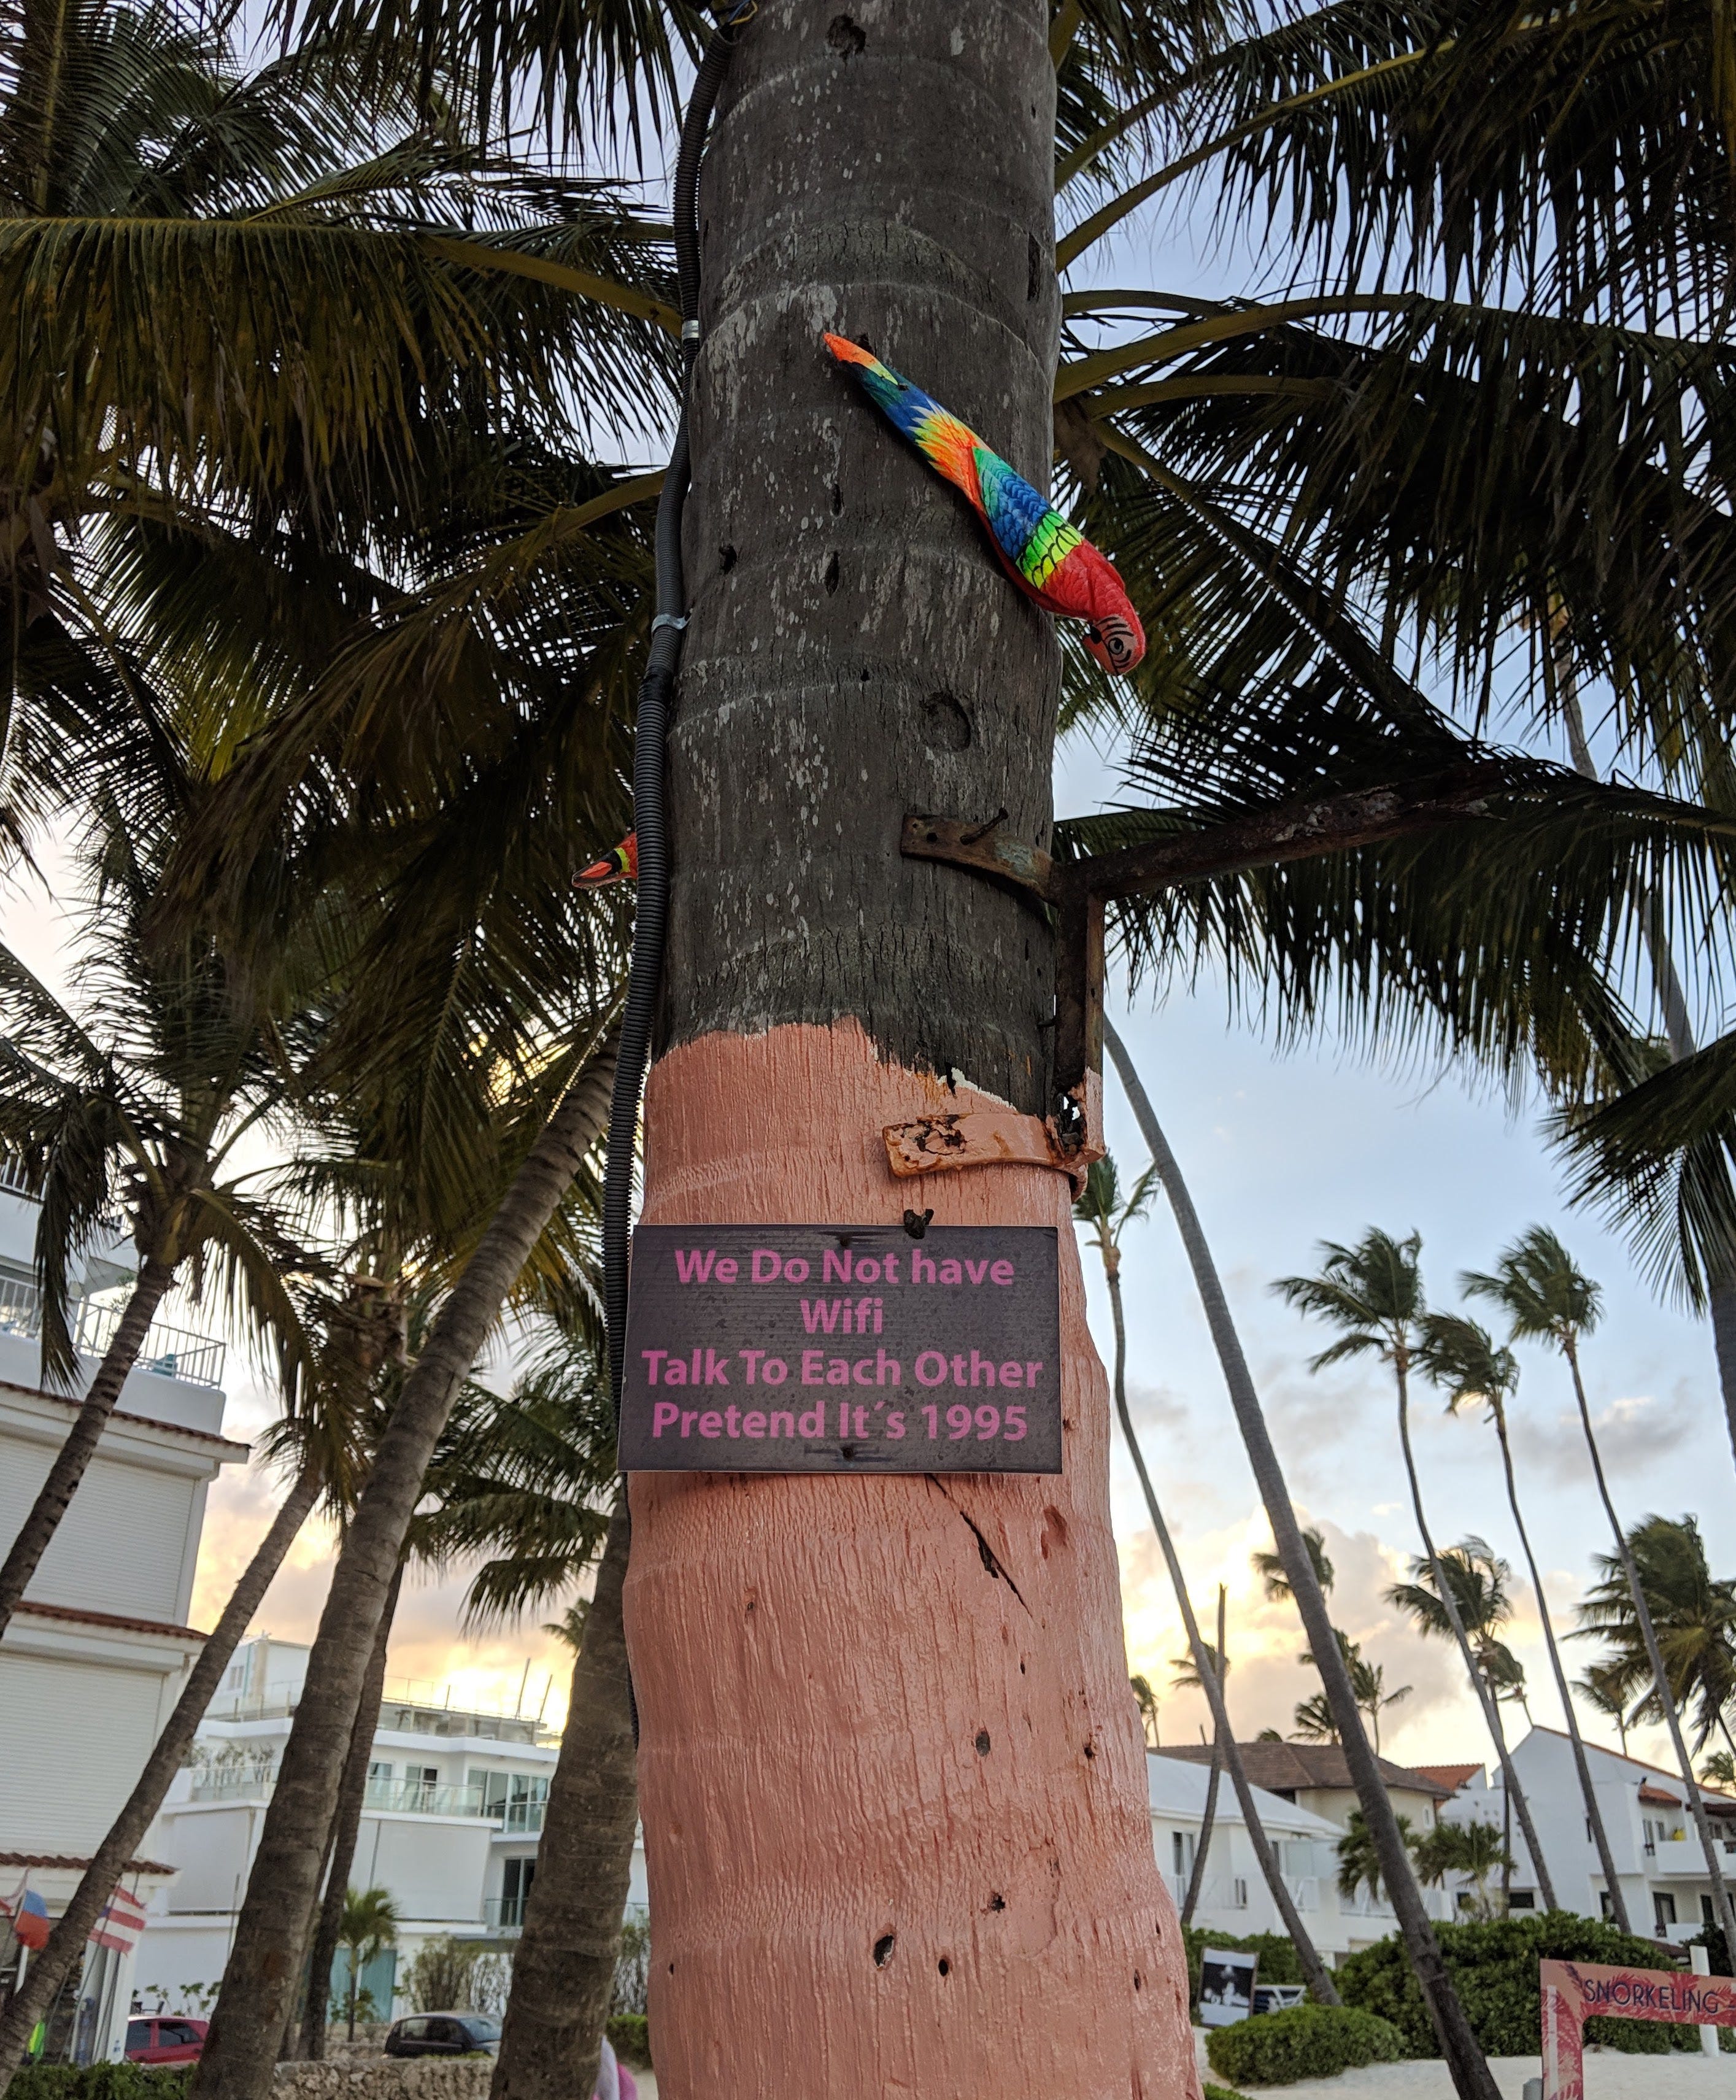 We Do Not have
Wifi
Talk To Each Other
Pretend It´s 1995
SNORKELING